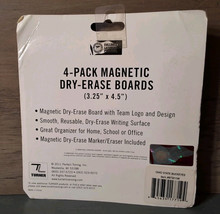 4-PACK MAGNETIC
DRY-ERASE BOARDS
(3.25" x 4.5")
• Magnetic Dry-Erase Board with Team Logo and Design
• Smooth, Reusable, Dry-Erase Writing Surface
• Great Organizer for Home, School or Office
• Magnetic Dry-Erase Marker/Eraser Included
TURNER